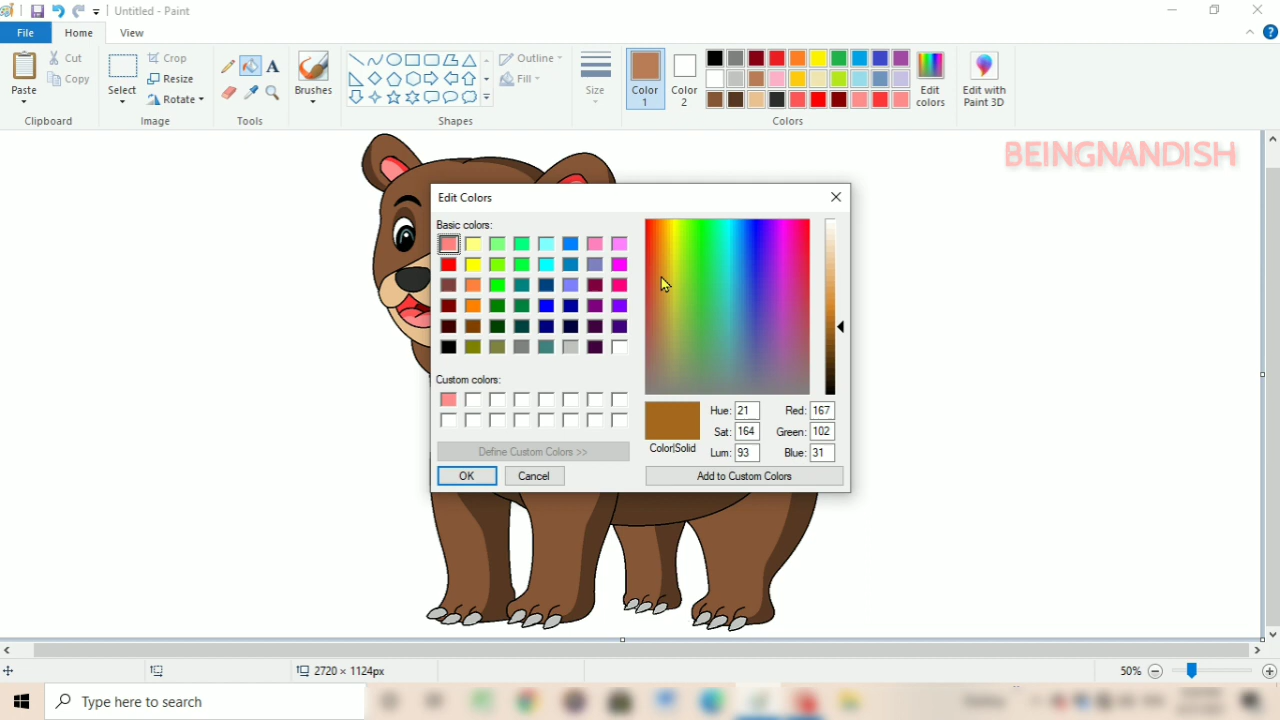 Untitled - Paint
File Home View
Paste
Cut
Copy
Clipboard
Select
Crop
Resize
Rotate
Image
Tools
Brushes
Shapes
Outline
Fill
Size
Color 1
Color 2
Edit colors
Colors
Edit with Paint 3D
BEINGNANDISH
Edit Colors
Basic colors:
Custom colors:
Define Custom Colors >>
OK Cancel
Color|Solid
Hue: 21 Red: 167
Sat: 164 Green: 102
Lum: 93 Blue: 31
Add to Custom Colors
2720 × 1124px
50%
Type here to search